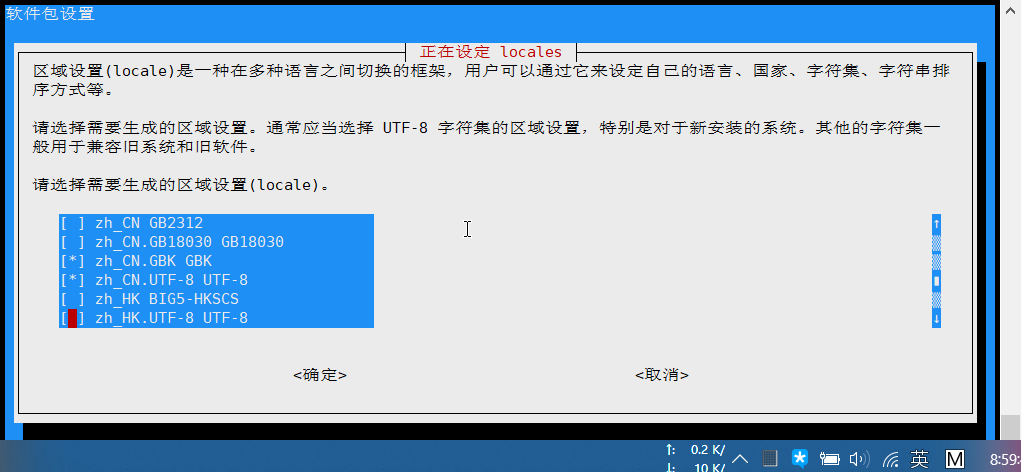 软件包设置
正在设定 locales
区域设置(locale)是一种在多种语言之间切换的框架，用户可以通过它来设定自己的语言、国家、字符集、字符串排
序方式等。
请选择需要生成的区域设置。通常应当选择 UTF-8 字符集的区域设置，特别是对于新安装的系统。其他的字符集一
般用于兼容旧系统和旧软件。
请选择需要生成的区域设置(locale)。
[ ] zh_CN GB2312
[ ] zh_CN.GB18030 GB18030
[*] zh_CN.GBK GBK
[*] zh_CN.UTF-8 UTF-8
[ ] zh_HK BIG5-HKSCS
[ ] zh_HK.UTF-8 UTF-8
<确定> <取消>
↑: 0.2 K/
↓: 10 K/
英 M 8:59: